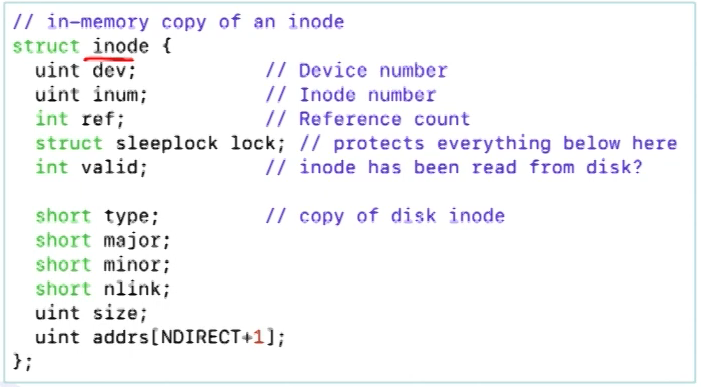 // in-memory copy of an inode
struct inode {
  uint dev;           // Device number
  uint inum;          // Inode number
  int ref;            // Reference count
  struct sleeplock lock; // protects everything below here
  int valid;          // inode has been read from disk?

  short type;         // copy of disk inode
  short major;
  short minor;
  short nlink;
  uint size;
  uint addrs[NDIRECT+1];
};